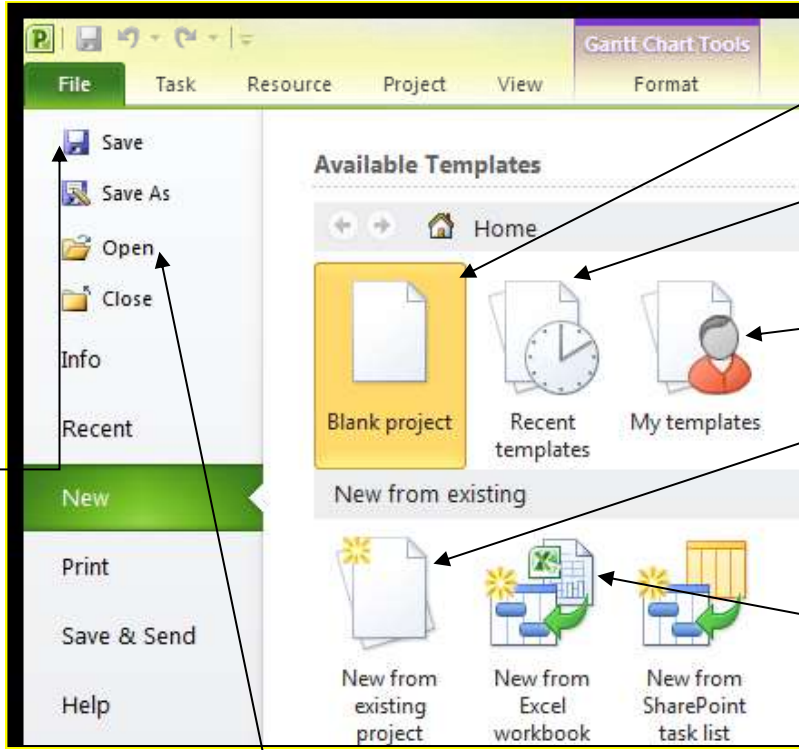 Gantt Chart Tools
File Task Resource Project View Format
Save
Save As
Open
Close
Info
Recent
New
Print
Save & Send
Help
Available Templates
Home
Blank project
Recent
templates
My templates
New from existing
New from
existing
project
New from
Excel
workbook
New from
SharePoint
task list